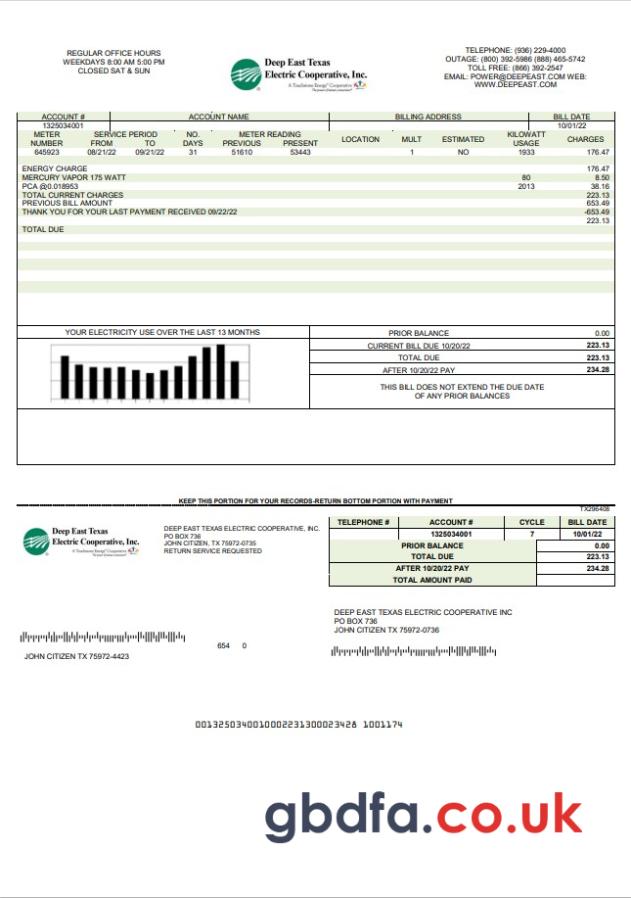 REGULAR OFFICE HOURS
WEEKDAYS 8:00 AM 5:00 PM
CLOSED SAT & SUN
Deep East Texas
Electric Cooperative, Inc.
A Touchstone Energy® Cooperative
TELEPHONE: (936) 229-4000
OUTAGE: (800) 392-5986 (888) 465-5742
TOLL FREE: (866) 392-2547
EMAIL: POWER@DEEPEAST.COM WEB:
WWW.DEEPEAST.COM
ACCOUNT # ACCOUNT NAME BILLING ADDRESS BILL DATE
1325034001 10/01/22
METER NUMBER SERVICE PERIOD FROM TO NO. DAYS METER READING PREVIOUS PRESENT LOCATION MULT ESTIMATED KILOWATT USAGE CHARGES
645923 08/21/22 09/21/22 31 51610 53443 1 NO 1933 176.47
ENERGY CHARGE 176.47
MERCURY VAPOR 175 WATT 80 8.50
PCA @0.018953 2013 38.16
TOTAL CURRENT CHARGES 223.13
PREVIOUS BILL AMOUNT 653.49
THANK YOU FOR YOUR LAST PAYMENT RECEIVED 09/22/22 -653.49
223.13
TOTAL DUE
YOUR ELECTRICITY USE OVER THE LAST 13 MONTHS
PRIOR BALANCE 0.00
CURRENT BILL DUE 10/20/22 223.13
TOTAL DUE 223.13
AFTER 10/20/22 PAY 234.28
THIS BILL DOES NOT EXTEND THE DUE DATE
OF ANY PRIOR BALANCES
KEEP THIS PORTION FOR YOUR RECORDS-RETURN BOTTOM PORTION WITH PAYMENT
TX296408
Deep East Texas
Electric Cooperative, Inc.
A Touchstone Energy® Cooperative
DEEP EAST TEXAS ELECTRIC COOPERATIVE, INC.
PO BOX 736
JOHN CITIZEN, TX 75972-0735
RETURN SERVICE REQUESTED
TELEPHONE # ACCOUNT # CYCLE BILL DATE
1325034001 7 10/01/22
PRIOR BALANCE 0.00
TOTAL DUE 223.13
AFTER 10/20/22 PAY 234.28
TOTAL AMOUNT PAID
DEEP EAST TEXAS ELECTRIC COOPERATIVE INC
PO BOX 736
JOHN CITIZEN TX 75972-0736
654 0
JOHN CITIZEN TX 75972-4423
001325034001000223131300023428 1001174
gbdfa.co.uk